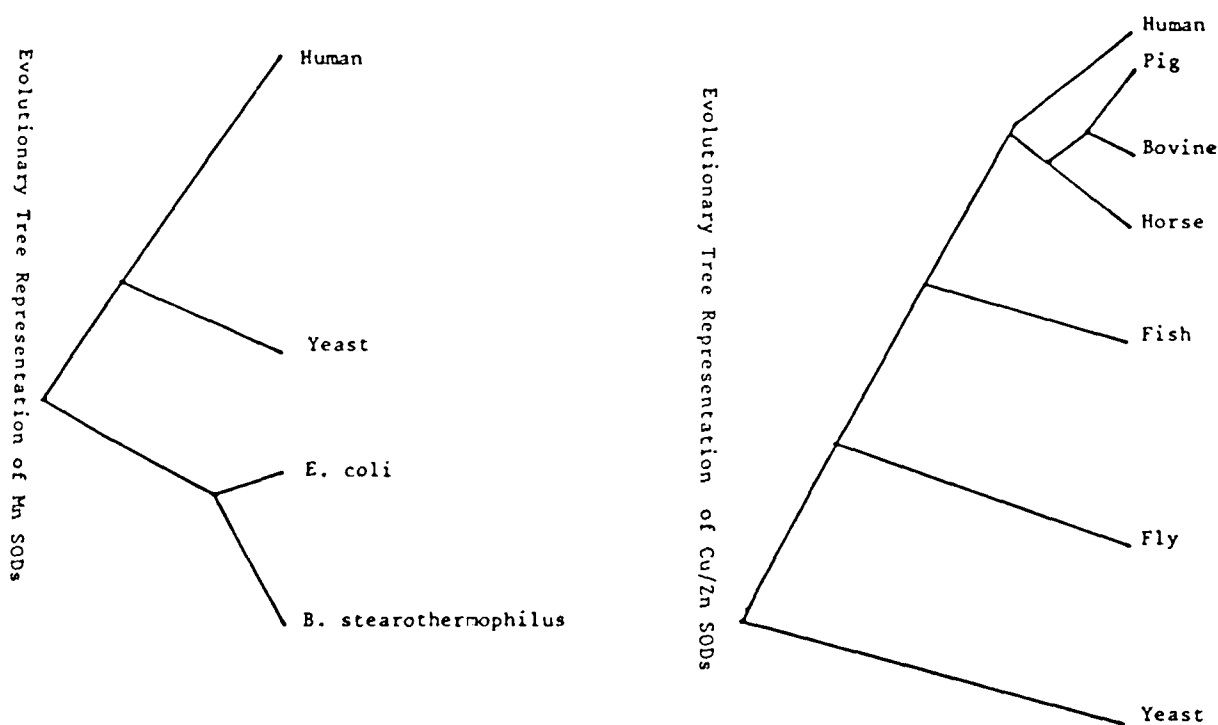 Evolutionary Tree Representation of Mn SODs
Human
Yeast
E. coli
B. stearothermophilus
Evolutionary Tree Representation of Cu/Zn SODs
Human
Pig
Bovine
Horse
Fish
Fly
Yeast